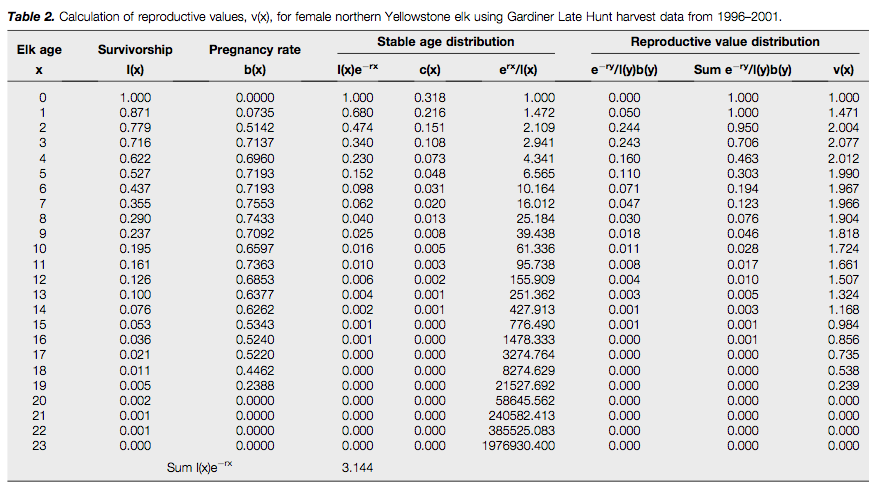 Table 2. Calculation of reproductive values, v(x), for female northern Yellowstone elk using Gardiner Late Hunt harvest data from 1996–2001.
Elk age Survivorship Pregnancy rate Stable age distribution Reproductive value distribution
x l(x) b(x) l(x)e⁻ʳˣ c(x) eʳˣ/l(x) e⁻ʳʸ/l(y)b(y) Sum e⁻ʳʸ/l(y)b(y) v(x)
0 1.000 0.0000 1.000 0.318 1.000 0.000 1.000 1.000
1 0.871 0.0735 0.680 0.216 1.472 0.050 1.000 1.471
2 0.779 0.5142 0.474 0.151 2.109 0.244 0.950 2.004
3 0.716 0.7137 0.340 0.108 2.941 0.243 0.706 2.077
4 0.622 0.6960 0.230 0.073 4.341 0.160 0.463 2.012
5 0.527 0.7193 0.152 0.048 6.565 0.110 0.303 1.990
6 0.437 0.7193 0.098 0.031 10.164 0.071 0.194 1.967
7 0.355 0.7553 0.062 0.020 16.012 0.047 0.123 1.966
8 0.290 0.7433 0.040 0.013 25.184 0.030 0.076 1.904
9 0.237 0.7092 0.025 0.008 39.438 0.018 0.046 1.818
10 0.195 0.6597 0.016 0.005 61.336 0.011 0.028 1.724
11 0.161 0.7363 0.010 0.003 95.738 0.008 0.017 1.661
12 0.126 0.6853 0.006 0.002 155.909 0.004 0.010 1.507
13 0.100 0.6377 0.004 0.001 251.362 0.003 0.005 1.324
14 0.076 0.6262 0.002 0.001 427.913 0.001 0.003 1.168
15 0.053 0.5343 0.001 0.000 776.490 0.001 0.001 0.984
16 0.036 0.5240 0.001 0.000 1478.333 0.000 0.001 0.856
17 0.021 0.5220 0.000 0.000 3274.764 0.000 0.000 0.735
18 0.011 0.4462 0.000 0.000 8274.629 0.000 0.000 0.538
19 0.005 0.2388 0.000 0.000 21527.692 0.000 0.000 0.239
20 0.002 0.0000 0.000 0.000 58645.562 0.000 0.000 0.000
21 0.001 0.0000 0.000 0.000 240582.413 0.000 0.000 0.000
22 0.001 0.0000 0.000 0.000 385525.083 0.000 0.000 0.000
23 0.000 0.0000 0.000 0.000 1976930.400 0.000 0.000 0.000
Sum l(x)e⁻ʳˣ 3.144